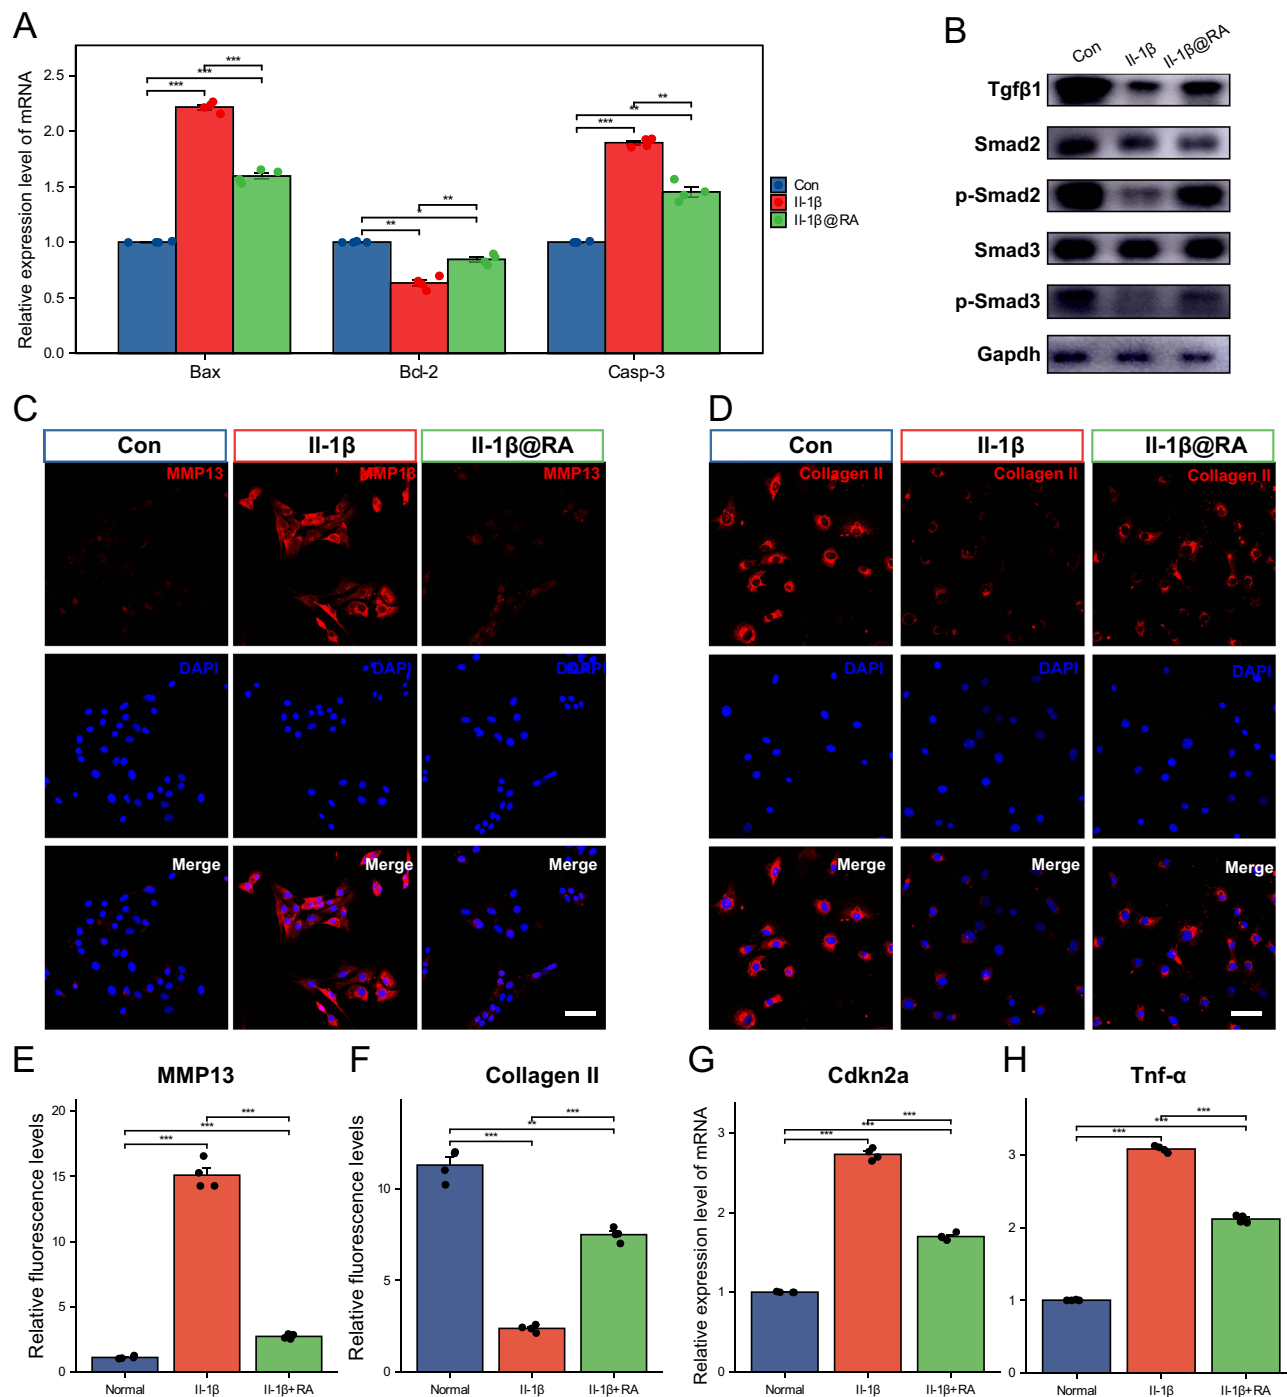 A
Relative expression level of mRNA
2.5
2.0
1.5
1.0
0.5
0.0
***
***
***
**
*
**
***
**
**
Bax
Bcl-2
Casp-3
Con
Il-1β
Il-1β@RA
B
Con
Il-1β
Il-1β@RA
Tgfβ1
Smad2
p-Smad2
Smad3
p-Smad3
Gapdh
C
Con
Il-1β
Il-1β@RA
MMP13
MMP13
MMP13
DAPI
DAPI
DAPI
Merge
Merge
Merge
D
Con
Il-1β
Il-1β@RA
Collagen II
Collagen II
Collagen II
DAPI
DAPI
DAPI
Merge
Merge
Merge
E
MMP13
Relative fluorescence levels
20
15
10
5
0
***
***
***
Normal
Il-1β
Il-1β+RA
F
Collagen II
Relative fluorescence levels
10
5
0
***
**
***
Normal
Il-1β
Il-1β+RA
G
Cdkn2a
Relative expression level of mRNA
3
2
1
0
***
***
***
Normal
Il-1β
Il-1β+RA
H
Tnf-α
3
2
1
0
***
***
***
Normal
Il-1β
Il-1β+RA